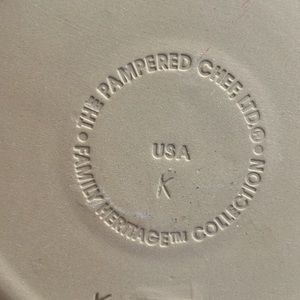 • THE PAMPERED CHEF, LTD.® •
FAMILY HERITAGE™ COLLECTION
USA
K
K